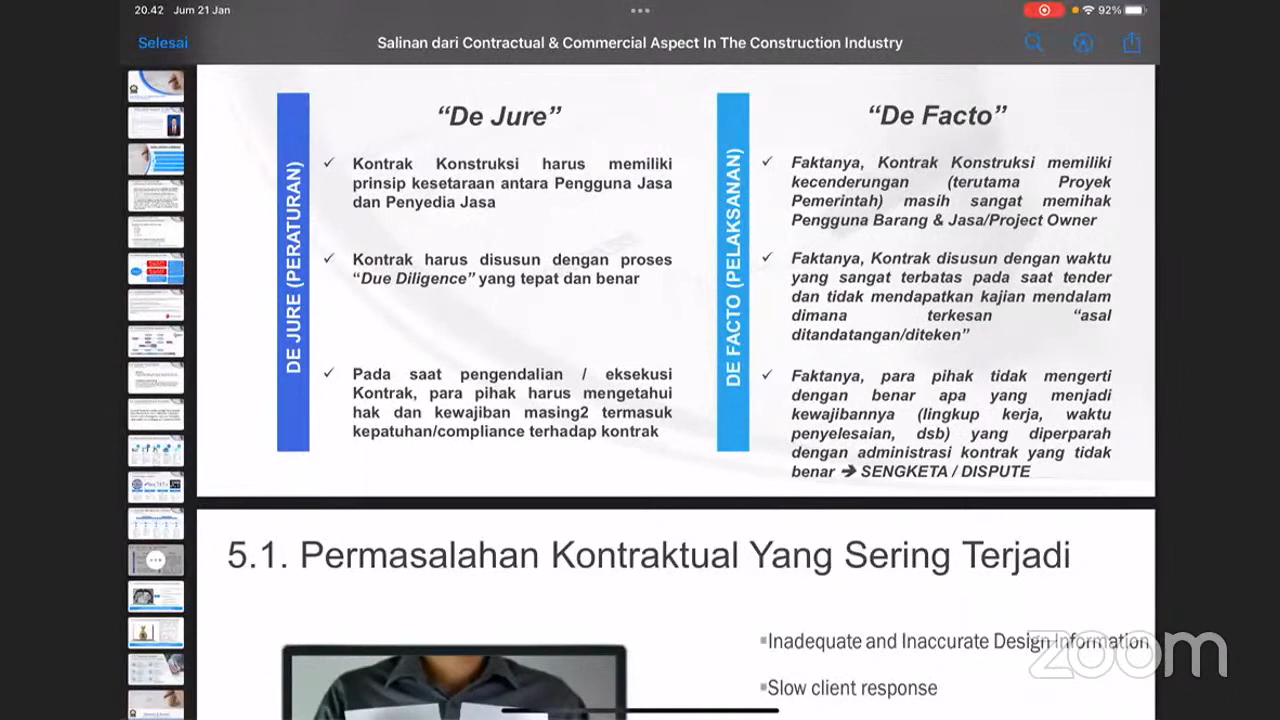 20.42 Jum 21 Jan
92%
Selesai
Salinan dari Contractual & Commercial Aspect In The Construction Industry
DE JURE (PERATURAN)
“De Jure”
Kontrak Konstruksi harus memiliki
prinsip kesetaraan antara Pengguna Jasa
dan Penyedia Jasa
Kontrak harus disusun dengan proses
“Due Diligence” yang tepat dan benar
Pada saat pengendalian / eksekusi
Kontrak, para pihak harus mengetahui
hak dan kewajiban masing2 termasuk
kepatuhan/compliance terhadap kontrak
DE FACTO (PELAKSANAN)
“De Facto”
Faktanya, Kontrak Konstruksi memiliki
kecenderungan (terutama Proyek
Pemerintah) masih sangat memihak
Pengguna Barang & Jasa/Project Owner
Faktanya, Kontrak disusun dengan waktu
yang sangat terbatas pada saat tender
dan tidak mendapatkan kajian mendalam
dimana terkesan “asal
ditandatangan/diteken”
Faktanya, para pihak tidak mengerti
dengan benar apa yang menjadi
kewajibannya (lingkup kerja, waktu
penyelesaian, dsb) yang diperparah
dengan administrasi kontrak yang tidak
benar ➔ SENGKETA / DISPUTE
5.1. Permasalahan Kontraktual Yang Sering Terjadi
Inadequate and Inaccurate Design Information
Slow client response
zoom